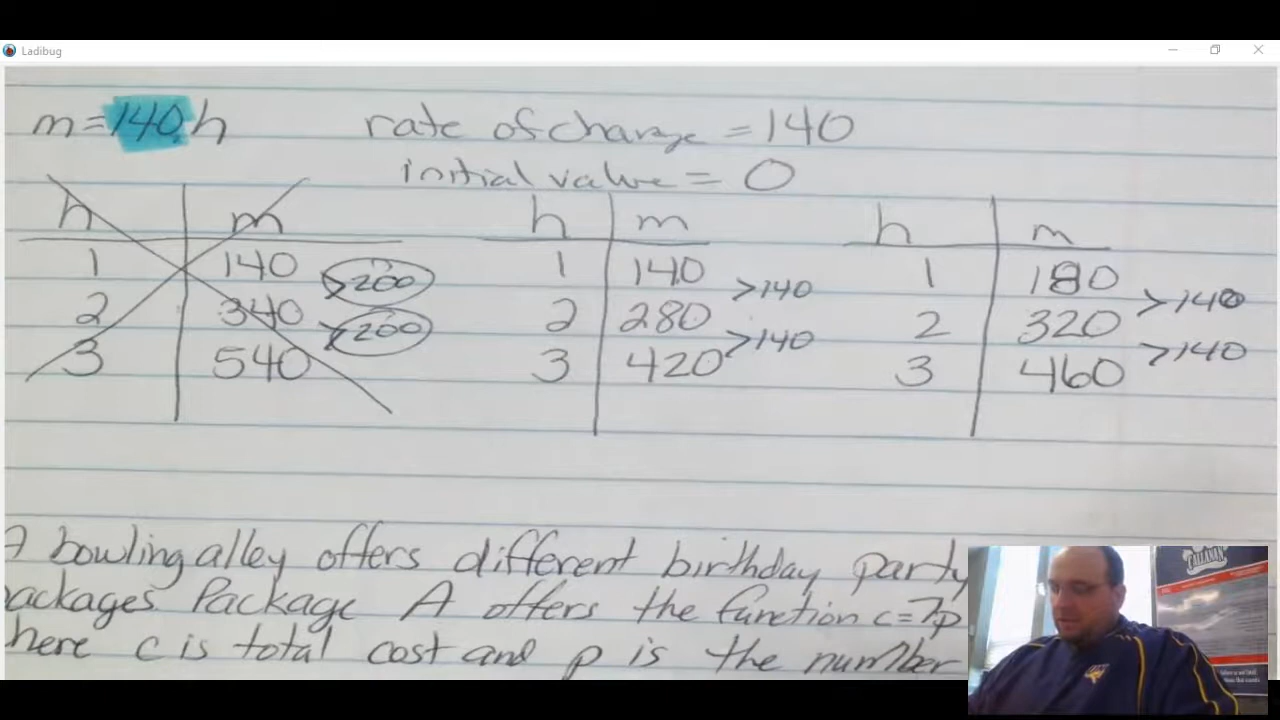 Ladibug
m=140h rate of change = 140
initial value = 0
h m h m h m
1 140 1 140 1 180
>200 >140 >140
2 340 2 280 2 320
>200 >140 >140
3 540 3 420 3 460
A bowling alley offers different birthday party
packages Package A offers the function c=7p
here c is total cost and p is the number
CALLAHAN